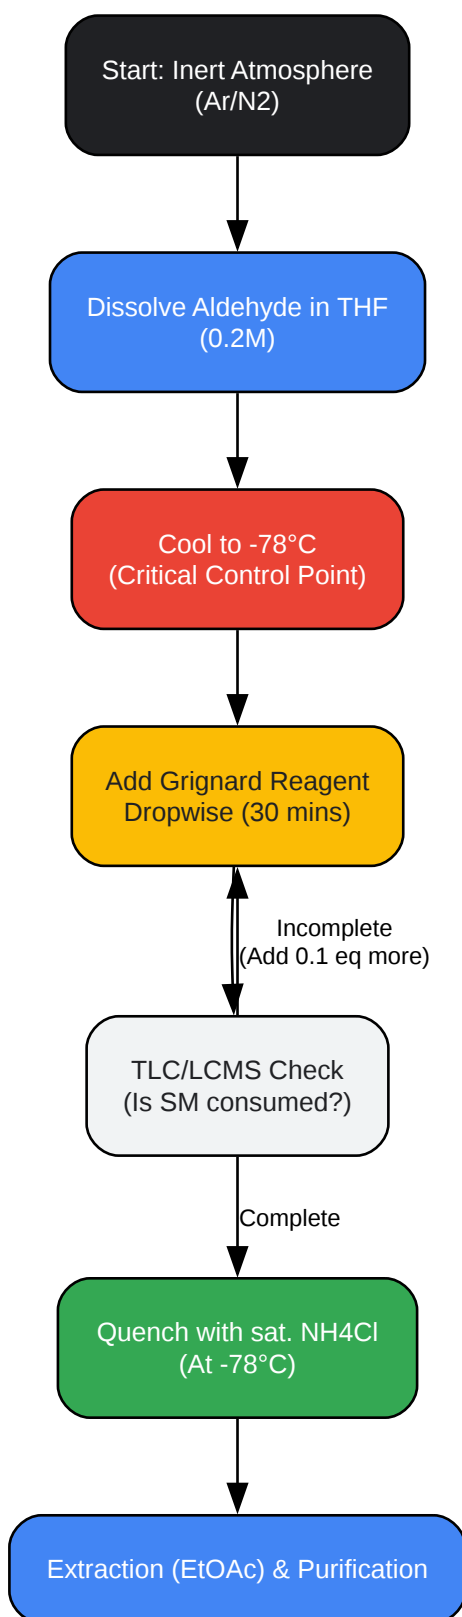 Start: Inert Atmosphere
(Ar/N2)
Dissolve Aldehyde in THF
(0.2M)
Cool to -78°C
(Critical Control Point)
Add Grignard Reagent
Dropwise (30 mins)
Incomplete
(Add 0.1 eq more)
TLC/LCMS Check
(Is SM consumed?)
Complete
Quench with sat. NH4Cl
(At -78°C)
Extraction (EtOAc) & Purification